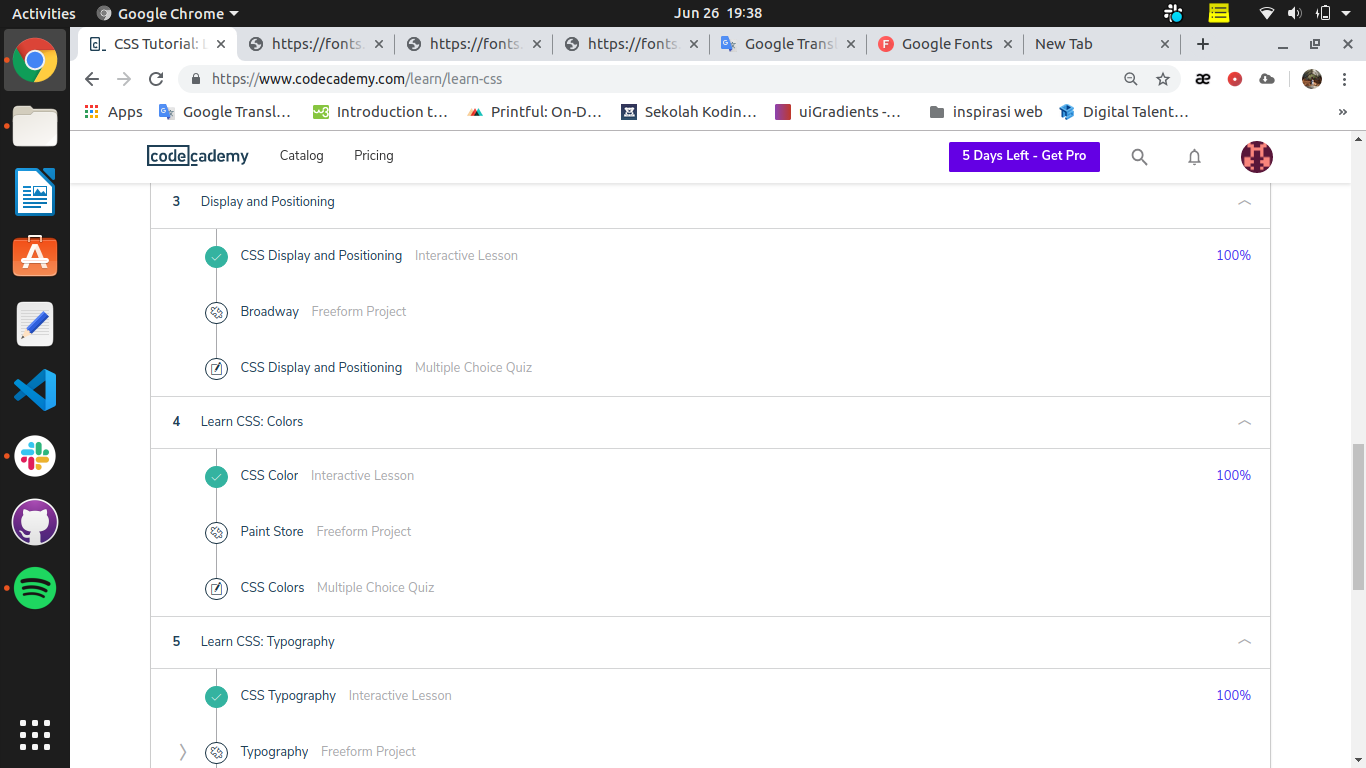 Activities Google Chrome Jun 26 19:38
CSS Tutorial: L https://fonts. https://fonts. https://fonts. Google Transl Google Fonts New Tab
https://www.codecademy.com/learn/learn-css
Apps Google Transl... Introduction t... Printful: On-D... Sekolah Kodin... uiGradients -... inspirasi web Digital Talent... »
codecademy Catalog Pricing 5 Days Left - Get Pro
3 Display and Positioning
CSS Display and Positioning Interactive Lesson 100%
Broadway Freeform Project
CSS Display and Positioning Multiple Choice Quiz
4 Learn CSS: Colors
CSS Color Interactive Lesson 100%
Paint Store Freeform Project
CSS Colors Multiple Choice Quiz
5 Learn CSS: Typography
CSS Typography Interactive Lesson 100%
Typography Freeform Project